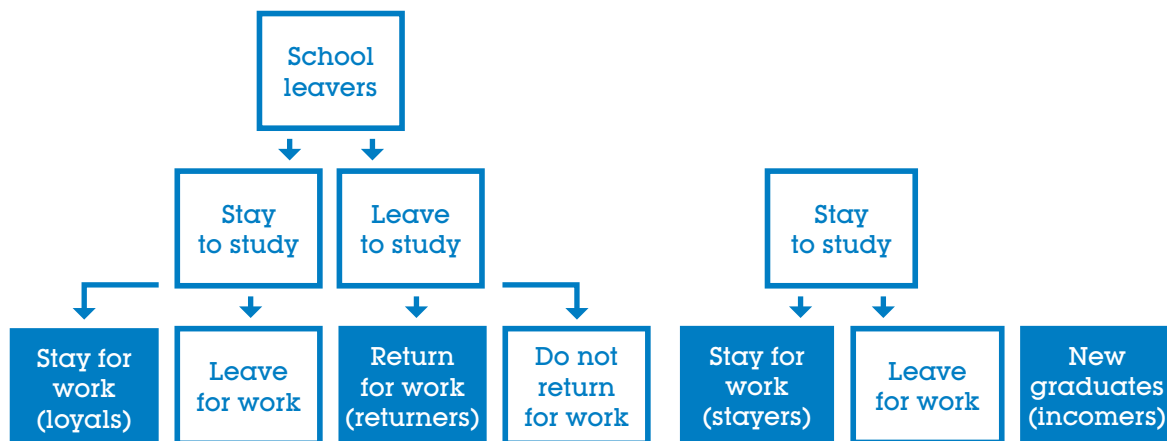 School
leavers
Stay
to study
Leave
to study
Stay
to study
Stay for
work
(loyals)
Leave
for work
Return
for work
(returners)
Do not
return
for work
Stay for
work
(stayers)
Leave
for work
New
graduates
(incomers)